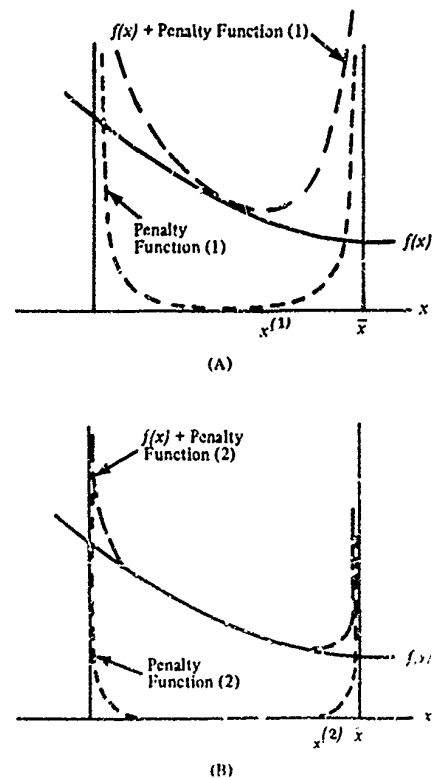 f(x) + Penalty Function (1)
Penalty
Function (1)
f(x)
x
x^(1)
x̄
(A)
f(x) + Penalty
Function (2)
Penalty
Function (2)
x
x^(2)
x
(B)